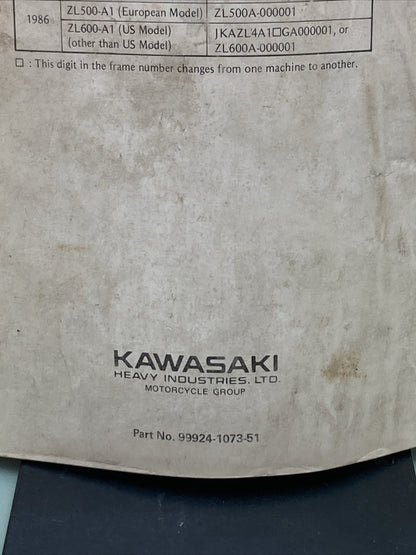 1986 ZL500-A1 (European Model) ZL500A-000001
ZL600-A1 (US Model) JKAZL4A1□GA000001, or
(other than US Model) ZL600A-000001
□ : This digit in the frame number changes from one machine to another.
KAWASAKI
HEAVY INDUSTRIES, LTD.
MOTORCYCLE GROUP
Part No. 99924-1073-51